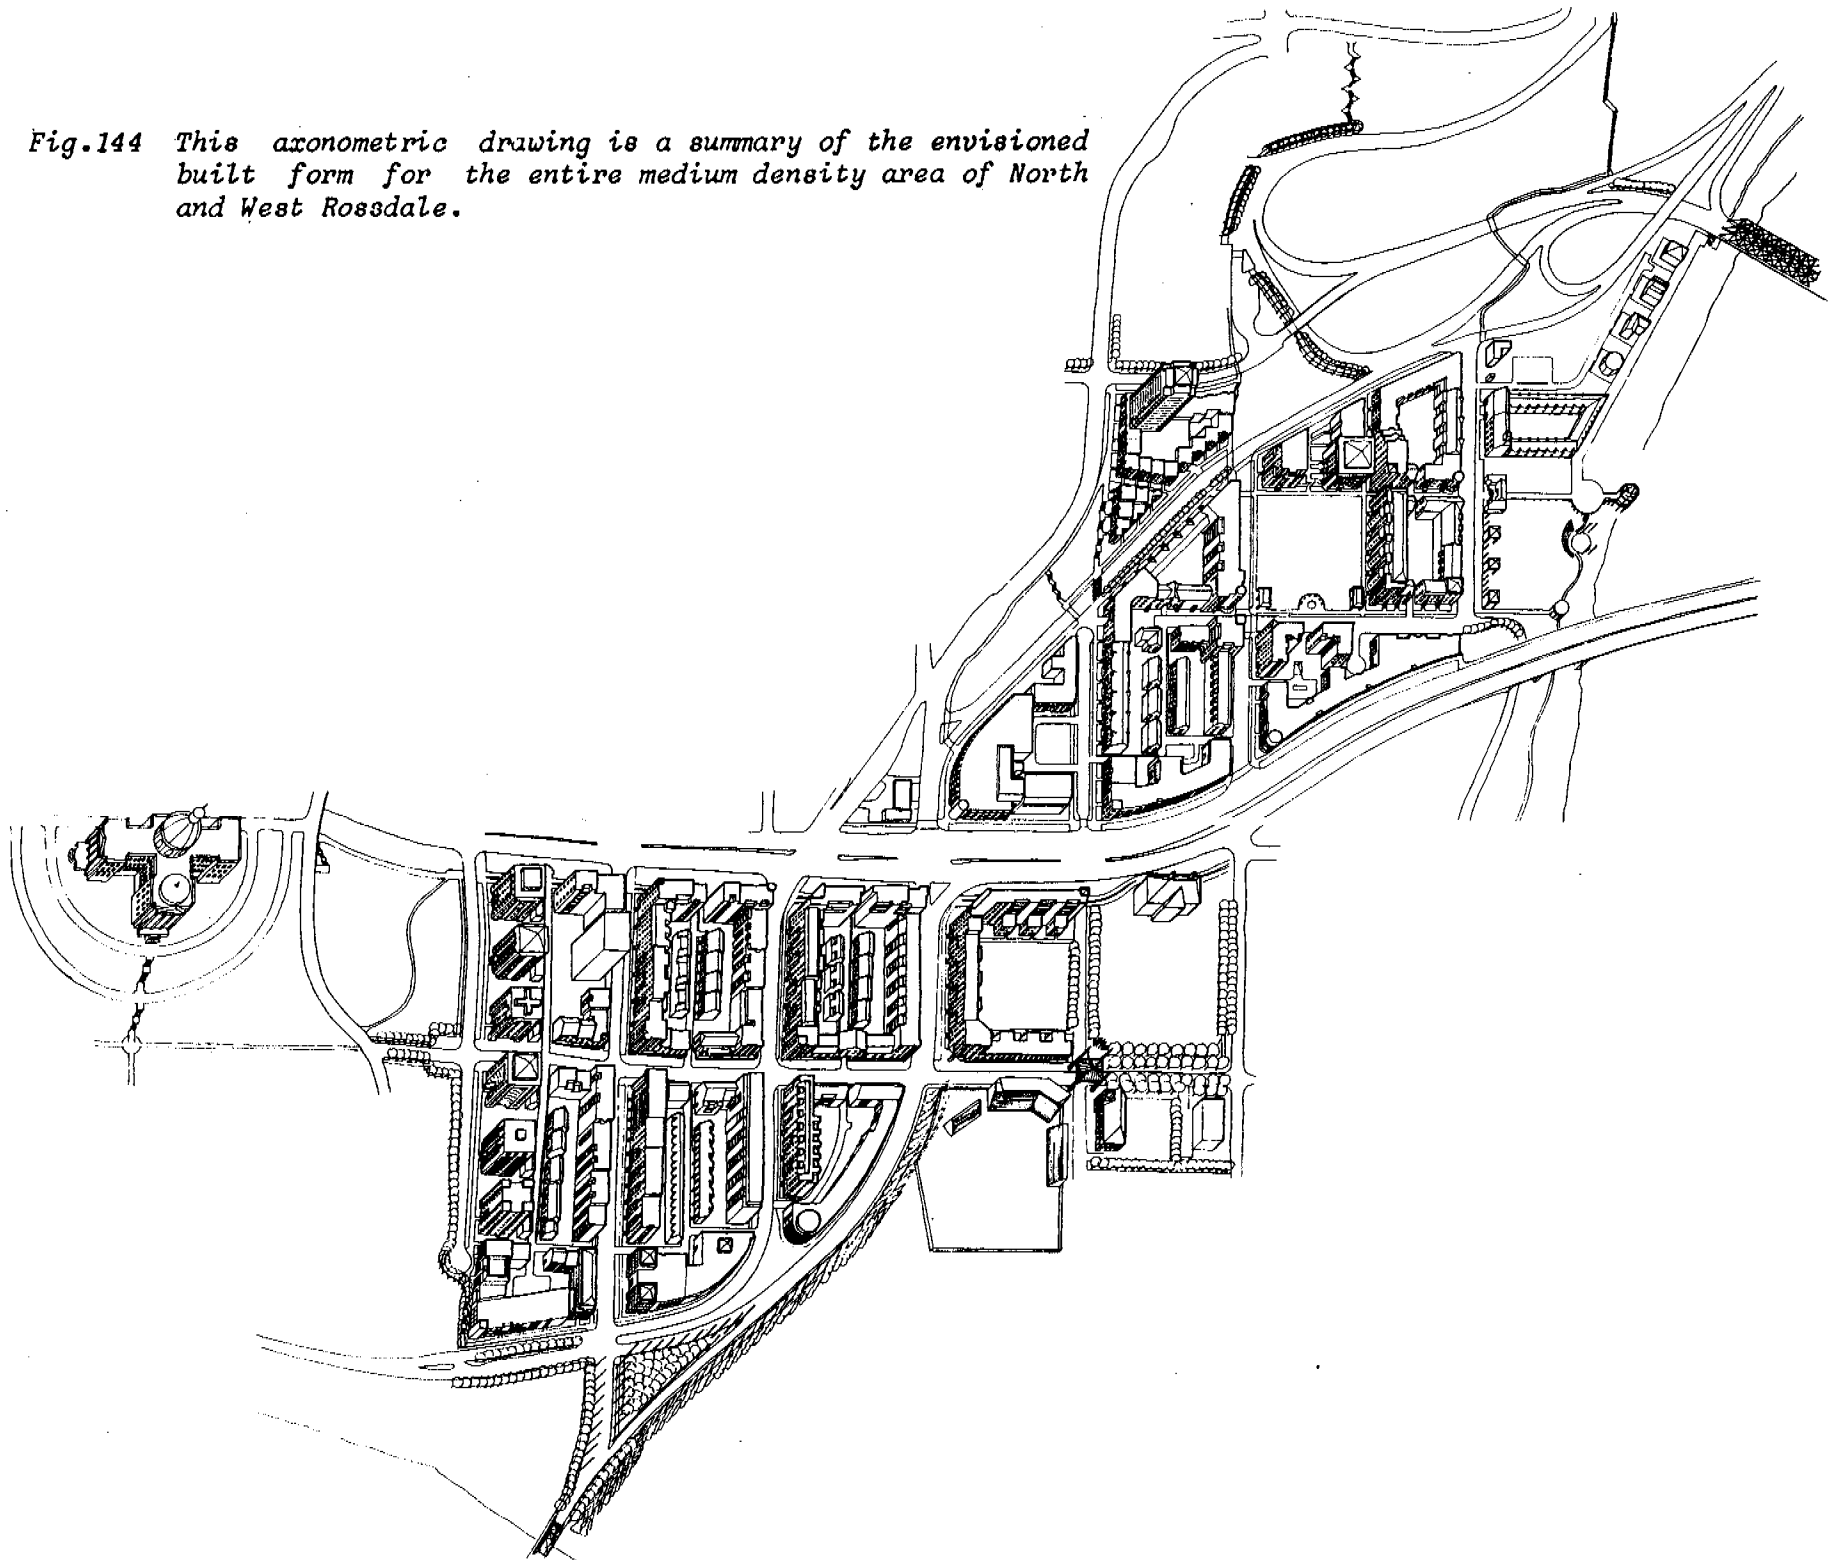 Fig.144 This axonometric drawing is a summary of the envisioned
built form for the entire medium density area of North
and West Rossdale.